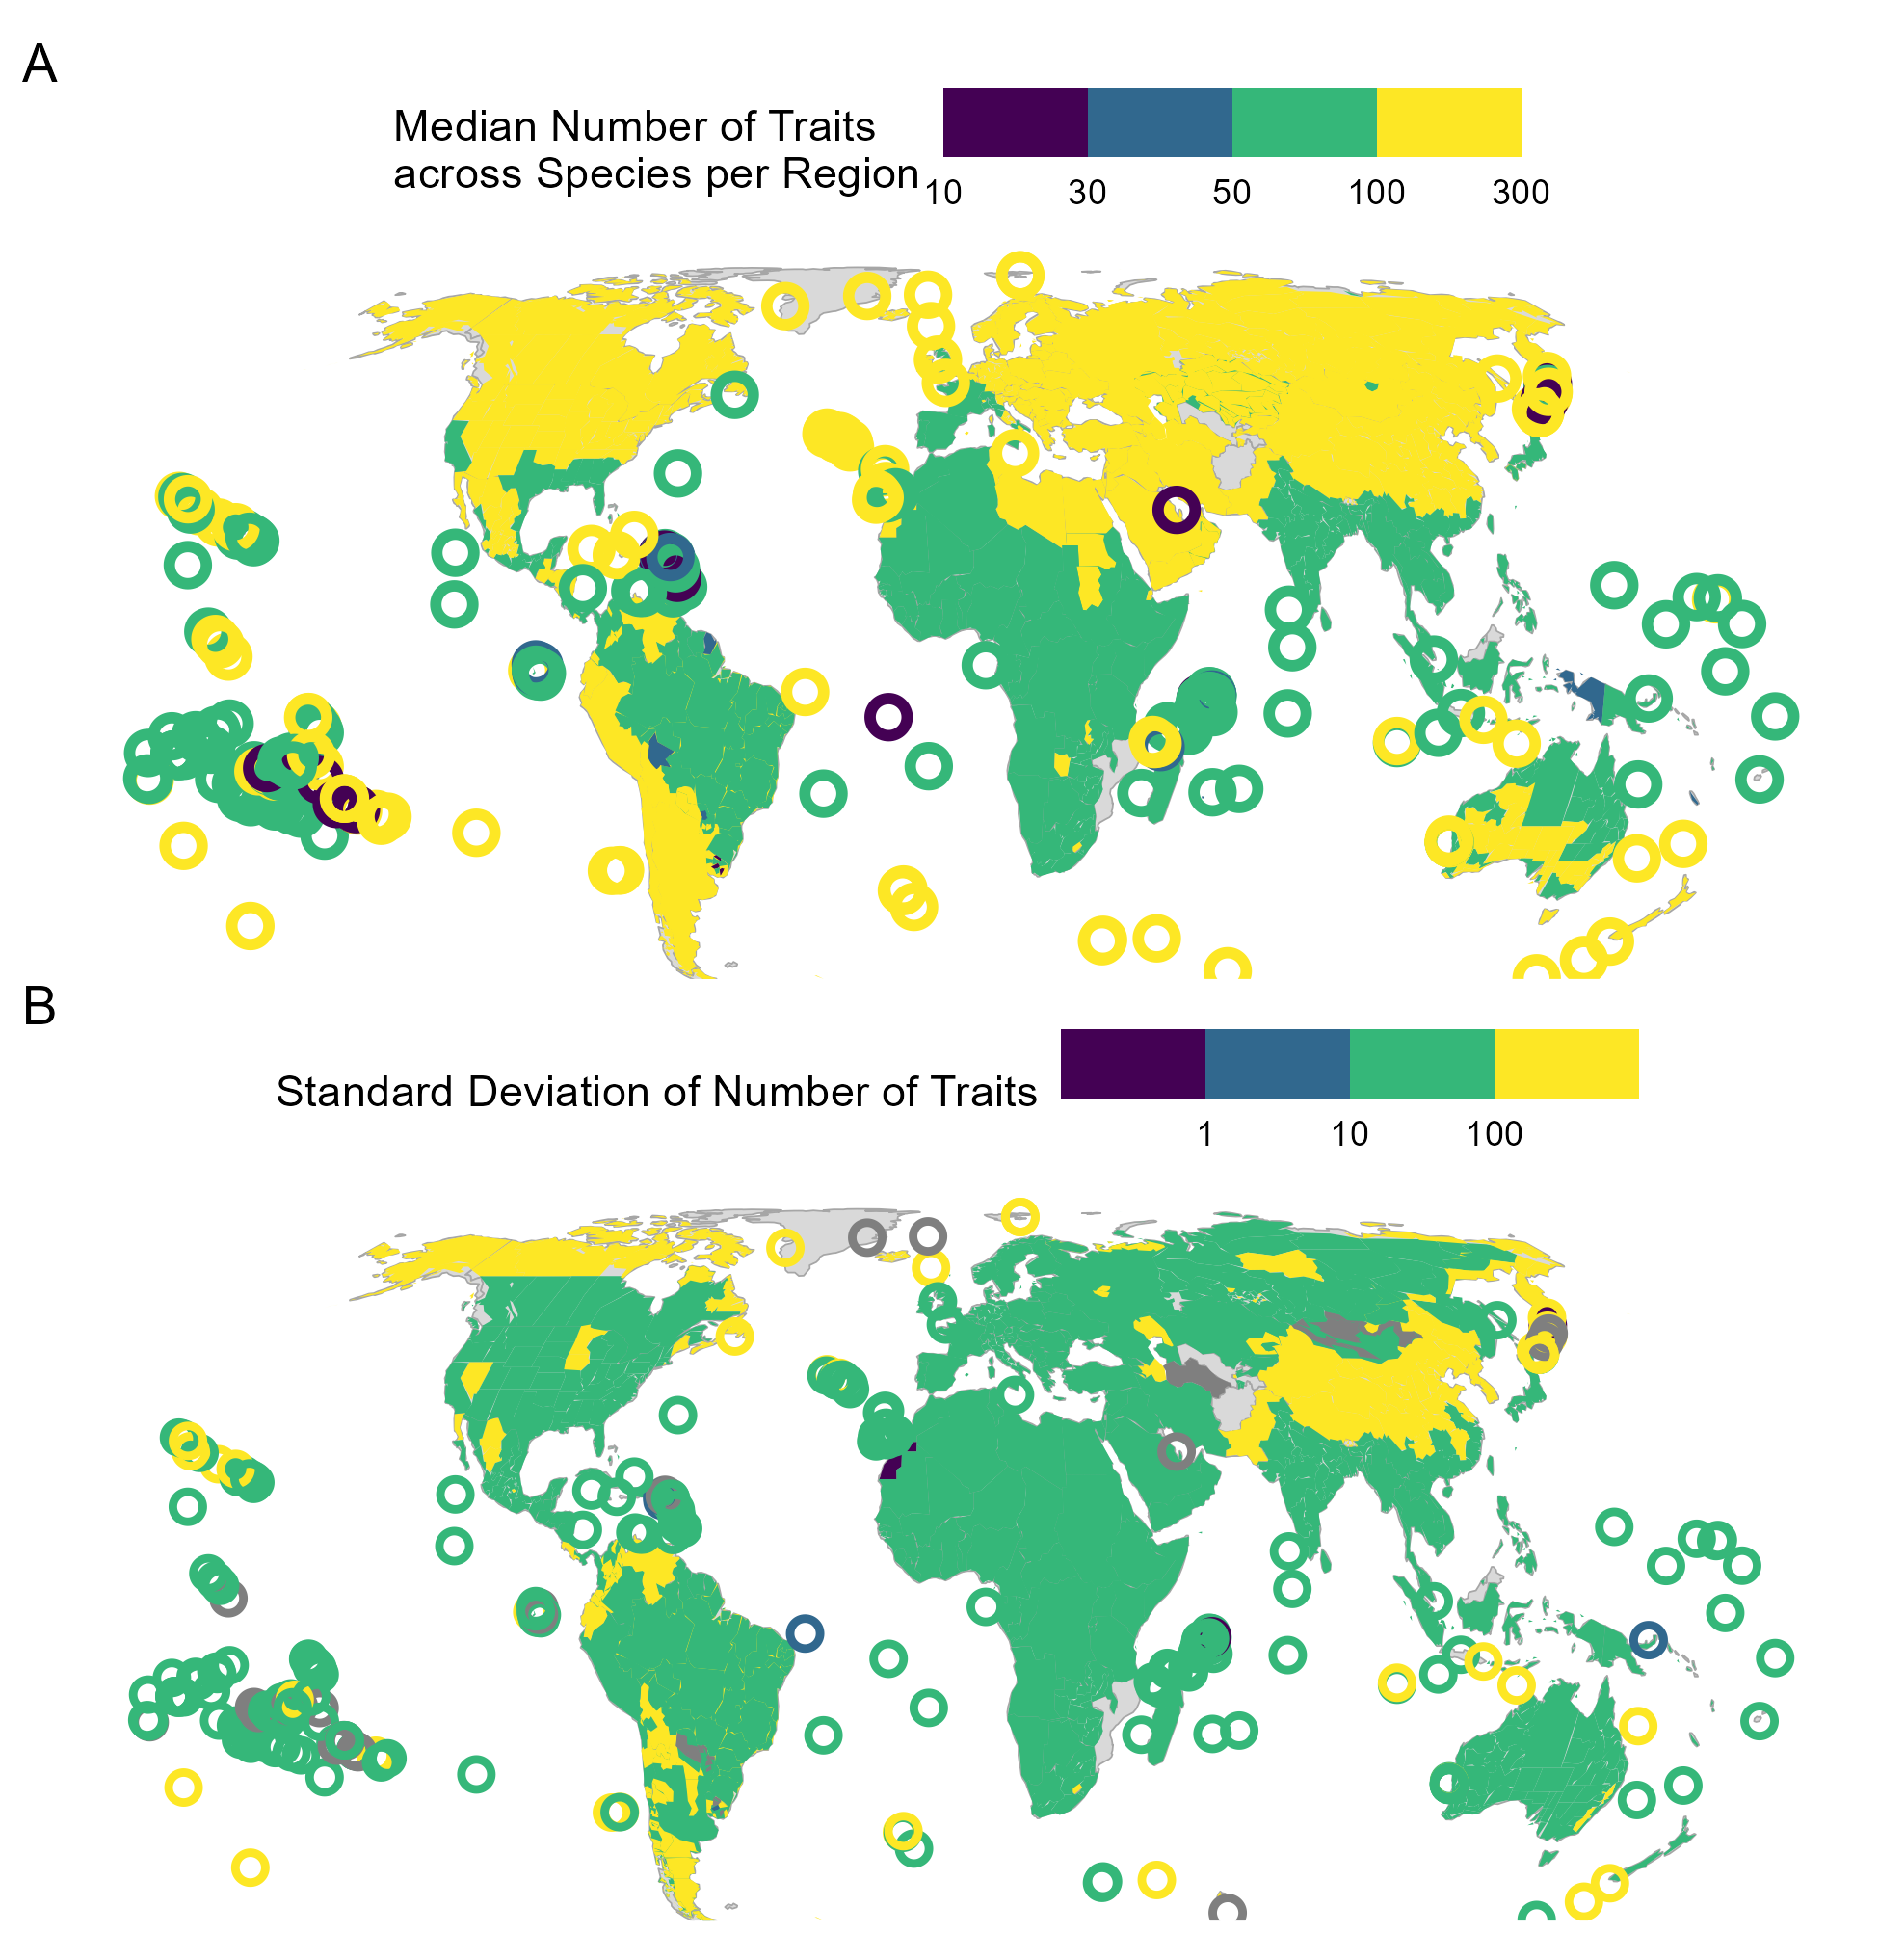 A
Median Number of Traits
across Species per Region
10 30 50 100 300
B
Standard Deviation of Number of Traits
1 10 100